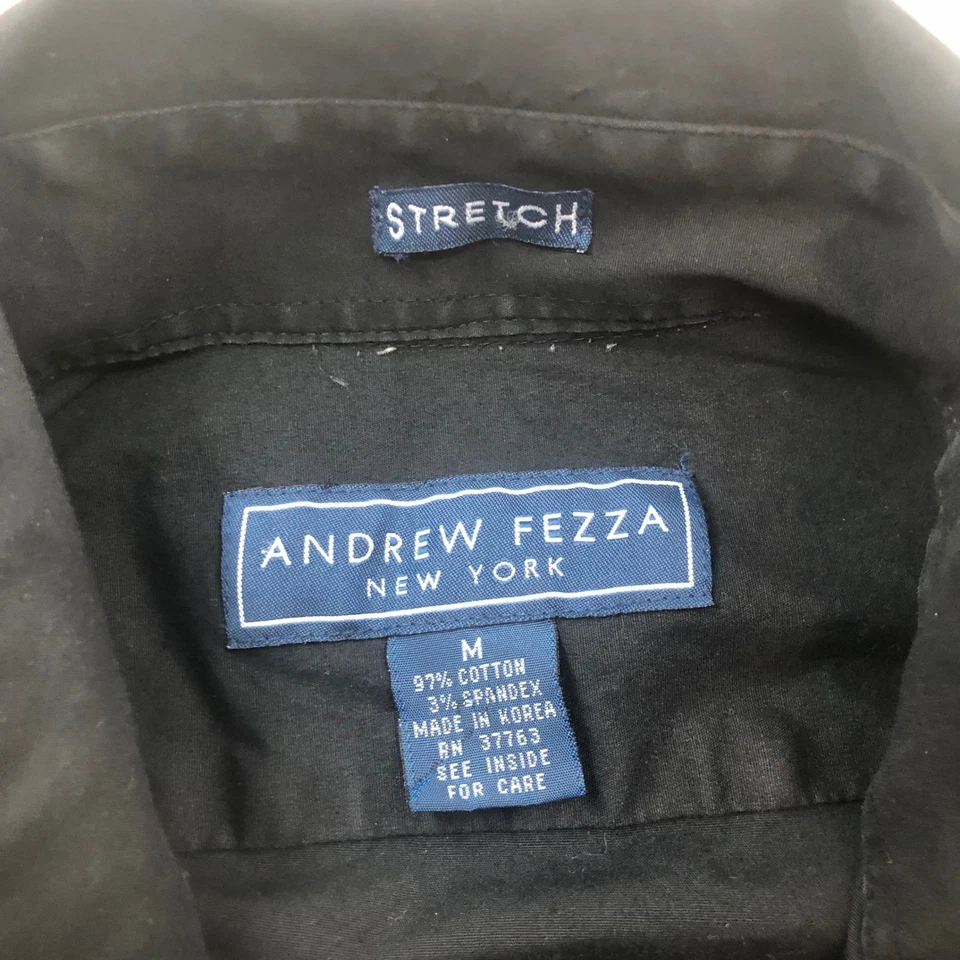 STRETCH
ANDREW FEZZA
NEW YORK
M
97% COTTON
3% SPANDEX
MADE IN KOREA
RN 37763
SEE INSIDE
FOR CARE